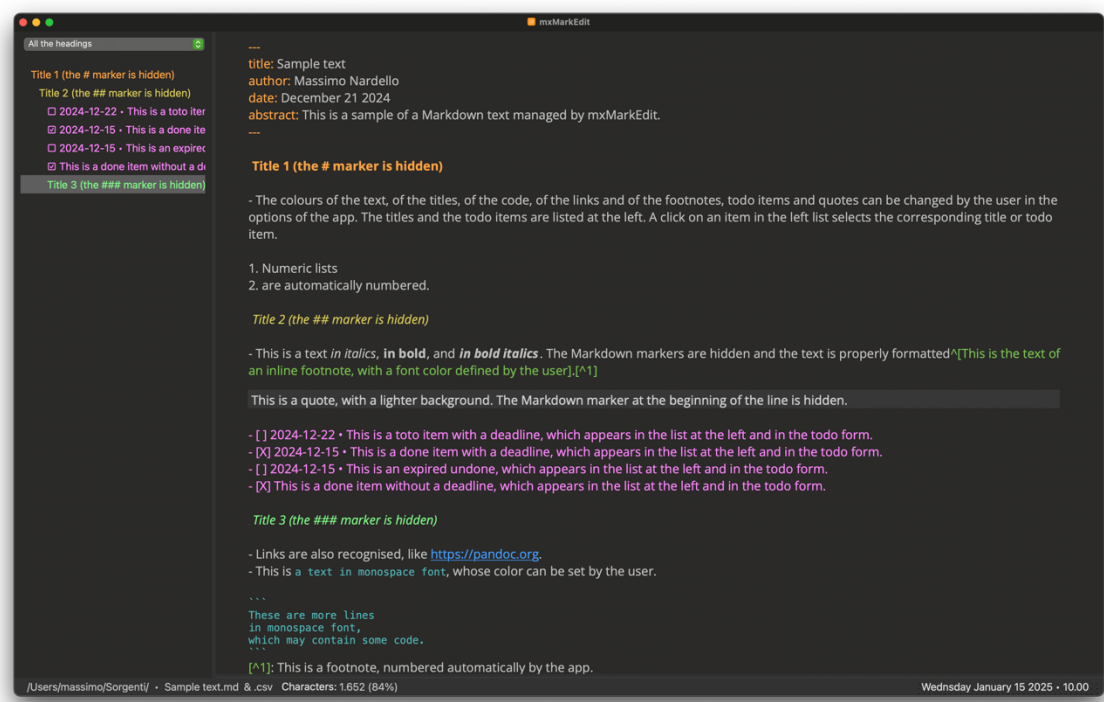 mxMarkEdit
All the headings
Title 1 (the # marker is hidden)
Title 2 (the ## marker is hidden)
☐ 2024-12-22 • This is a toto iter
☑ 2024-12-15 • This is a done ite
☐ 2024-12-15 • This is an expired
☑ This is a done item without a de
Title 3 (the ### marker is hidden)
---
title: Sample text
author: Massimo Nardello
date: December 21 2024
abstract: This is a sample of a Markdown text managed by mxMarkEdit.
---
Title 1 (the # marker is hidden)
- The colours of the text, of the titles, of the code, of the links and of the footnotes, todo items and quotes can be changed by the user in the
options of the app. The titles and the todo items are listed at the left. A click on an item in the left list selects the corresponding title or todo
item.
1. Numeric lists
2. are automatically numbered.
Title 2 (the ## marker is hidden)
- This is a text in italics, in bold, and in bold italics. The Markdown markers are hidden and the text is properly formatted^[This is the text of
an inline footnote, with a font color defined by the user].[^1]
This is a quote, with a lighter background. The Markdown marker at the beginning of the line is hidden.
- [ ] 2024-12-22 • This is a toto item with a deadline, which appears in the list at the left and in the todo form.
- [X] 2024-12-15 • This is a done item with a deadline, which appears in the list at the left and in the todo form.
- [ ] 2024-12-15 • This is an expired undone, which appears in the list at the left and in the todo form.
- [X] This is a done item without a deadline, which appears in the list at the left and in the todo form.
Title 3 (the ### marker is hidden)
- Links are also recognised, like https://pandoc.org.
- This is a text in monospace font, whose color can be set by the user.
```
These are more lines
in monospace font,
which may contain some code.
```
[^1]: This is a footnote, numbered automatically by the app.
/Users/massimo/Sorgenti/ • Sample text.md & .csv Characters: 1.652 (84%)
Wednsday January 15 2025 • 10.00